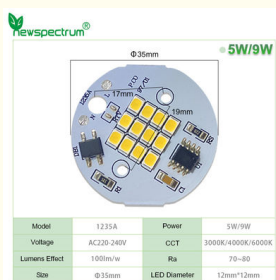 newspectrum®
5W/9W
Φ35mm
17mm
19mm
Model 1235A Power 5W/9W
Voltage AC220-240V CCT 3000K/4000K/6000K
Lumens Effect 100lm/w Ra 70~80
Size Φ35mm LED Diameter 12mm*12mm